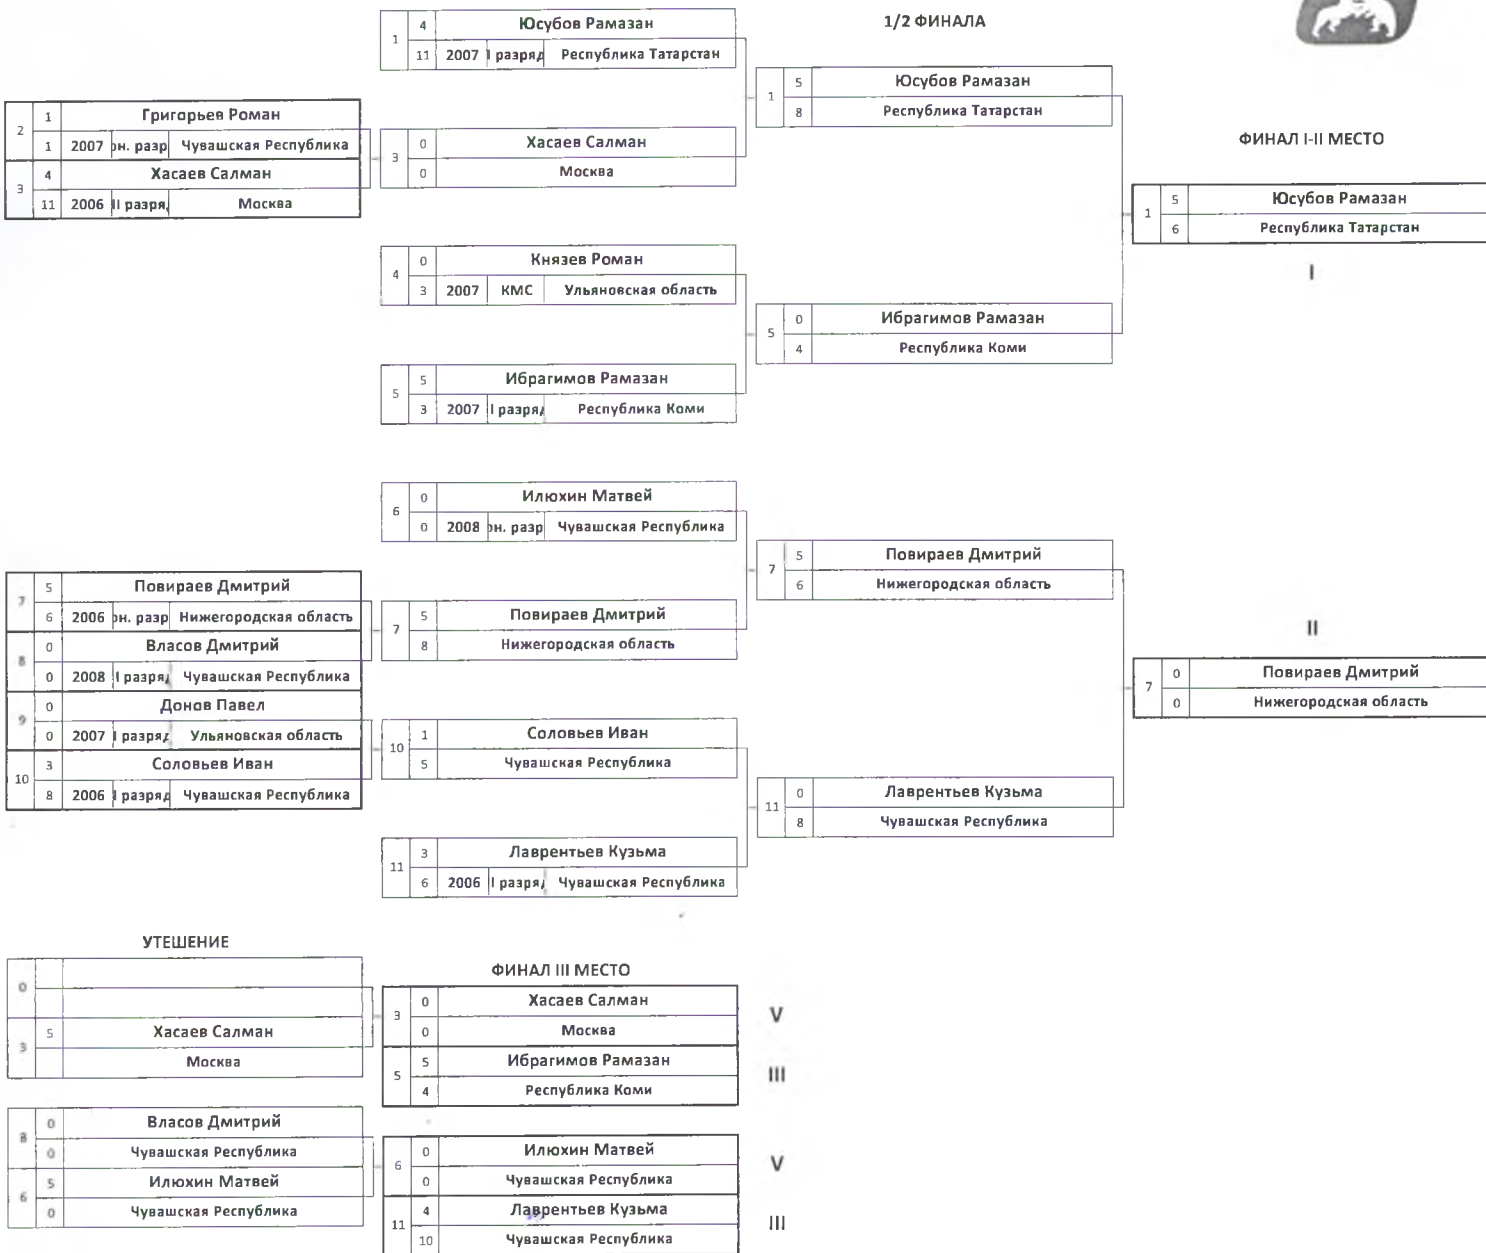 1 4 Юсубов Рамазан
11 2007 I разряд Республика Татарстан
3 0 Хасаев Салман
0 Москва
4 0 Князев Роман
3 2007 КМС Ульяновская область
5 5 Ибрагимов Рамазан
3 2007 I разря Республика Коми
6 0 Илюхин Матвей
0 2008 он. разр Чувашская Республика
7 5 Повираев Дмитрий
8 Нижегородская область
10 1 Соловьев Иван
5 Чувашская Республика
11 3 Лаврентьев Кузьма
6 2006 I разря Чувашская Республика
2 1 Григорьев Роман
1 2007 он. разр Чувашская Республика
3 4 Хасаев Салман
11 2006 II разря Москва
7 5 Повираев Дмитрий
6 2006 он. разр Нижегородская область
8 0 Власов Дмитрий
0 2008 I разря Чувашская Республика
9 0 Донов Павел
0 2007 I разря Ульяновская область
10 3 Соловьев Иван
8 2006 I разряд Чувашская Республика
1/2 ФИНАЛА
1 5 Юсубов Рамазан
8 Республика Татарстан
5 0 Ибрагимов Рамазан
4 Республика Коми
7 5 Повираев Дмитрий
6 Нижегородская область
11 0 Лаврентьев Кузьма
8 Чувашская Республика
ФИНАЛ I-II МЕСТО
1 5 Юсубов Рамазан
6 Республика Татарстан
I
II
7 0 Повираев Дмитрий
0 Нижегородская область
УТЕШЕНИЕ
0
3 5 Хасаев Салман
Москва
8 0 Власов Дмитрий
0 Чувашская Республика
6 5 Илюхин Матвей
0 Чувашская Республика
ФИНАЛ III МЕСТО
3 0 Хасаев Салман V
0 Москва
5 5 Ибрагимов Рамазан III
4 Республика Коми
6 0 Илюхин Матвей V
0 Чувашская Республика
11 4 Лаврентьев Кузьма III
10 Чувашская Республика